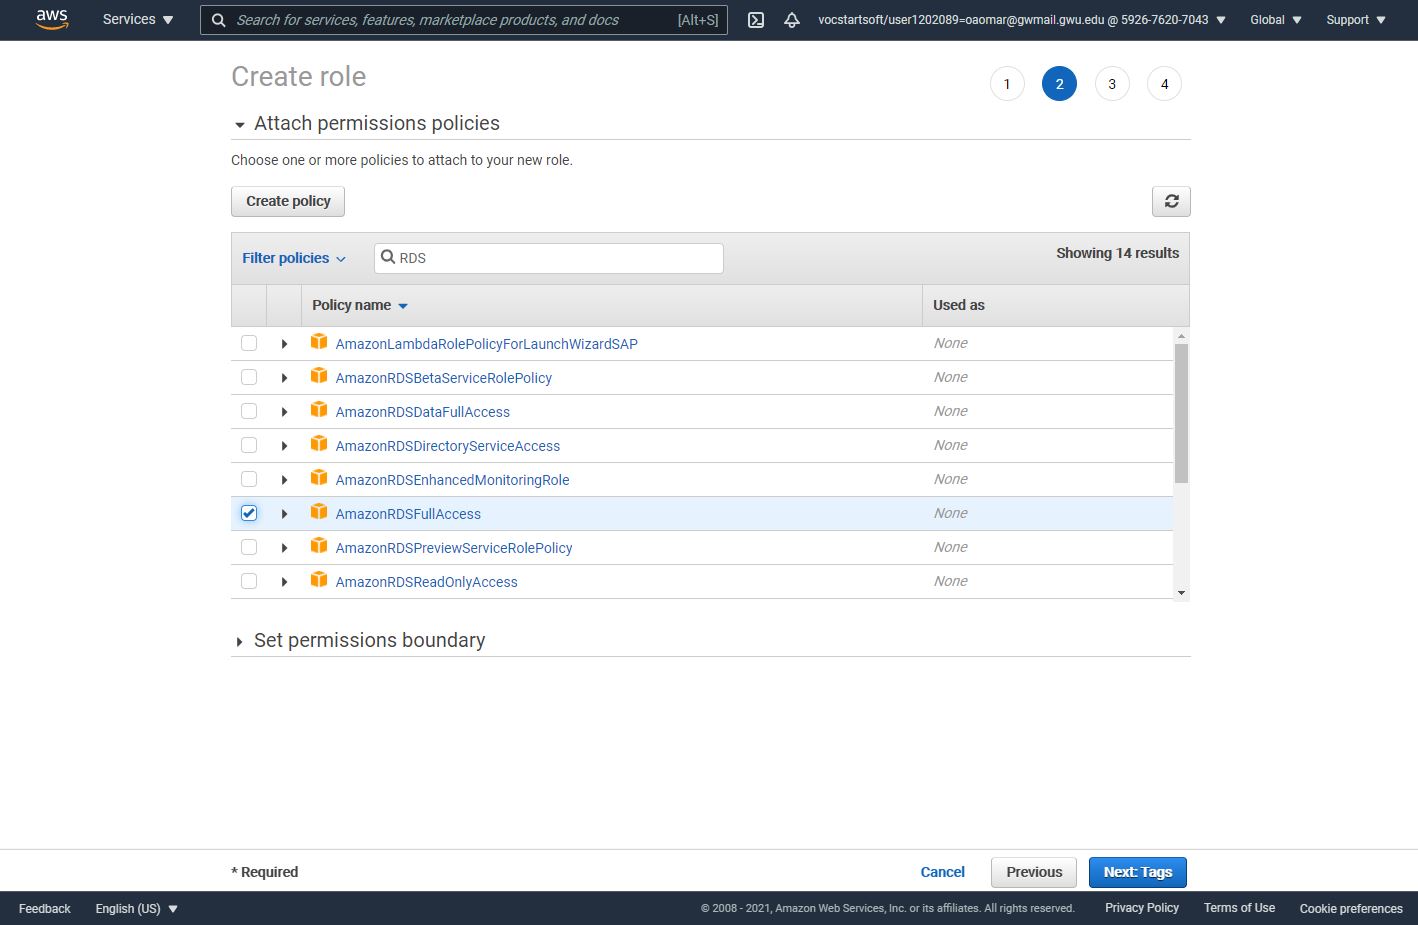 aws Services Search for services, features, marketplace products, and docs [Alt+S] vocstartsoft/user1202089=oaomar@gwmail.gwu.edu @ 5926-7620-7043 Global Support
Create role
1 2 3 4
Attach permissions policies
Choose one or more policies to attach to your new role.
Create policy
Filter policies RDS Showing 14 results
Policy name Used as
AmazonLambdaRolePolicyForLaunchWizardSAP None
AmazonRDSBetaServiceRolePolicy None
AmazonRDSDataFullAccess None
AmazonRDSDirectoryServiceAccess None
AmazonRDSEnhancedMonitoringRole None
AmazonRDSFullAccess None
AmazonRDSPreviewServiceRolePolicy None
AmazonRDSReadOnlyAccess None
Set permissions boundary
* Required Cancel Previous Next: Tags
Feedback English (US) © 2008 - 2021, Amazon Web Services, Inc. or its affiliates. All rights reserved. Privacy Policy Terms of Use Cookie preferences